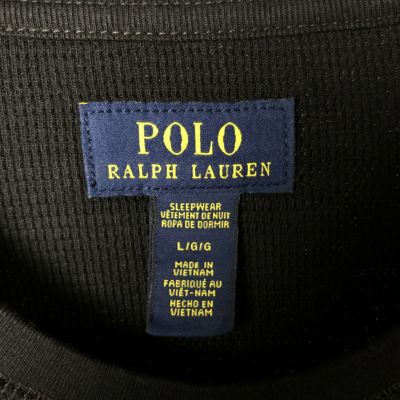 POLO
RALPH LAUREN
SLEEPWEAR
VÊTEMENT DE NUIT
ROPA DE DORMIR
L/G/G
MADE IN
VIETNAM
FABRIQUÉ AU
VIÊT-NAM
HECHO EN
VIETNAM